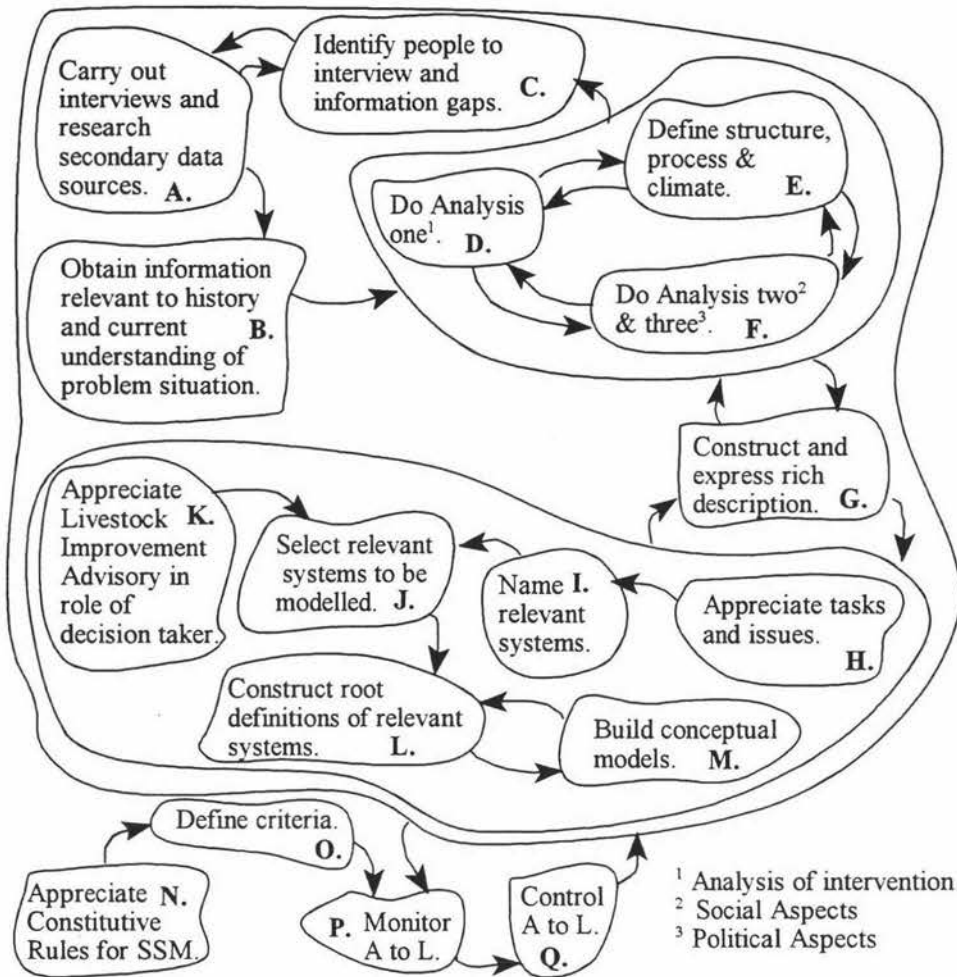 Carry out
interviews and
research
secondary data
sources. A.
Identify people to
interview and
information gaps. C.
Define structure,
process &
climate. E.
Do Analysis
one¹. D.
Do Analysis two²
& three³. F.
Obtain information
relevant to history
and current B.
understanding of
problem situation.
Construct and
express rich
description. G.
Appreciate
Livestock K.
Improvement
Advisory in
role of
decision taker.
Select relevant
systems to be
modelled. J.
Name I.
relevant
systems.
Appreciate tasks
and issues.
H.
Construct root
definitions of relevant
systems. L.
Build conceptual
models. M.
Define criteria.
O.
Appreciate N.
Constitutive
Rules for SSM.
P. Monitor
A to L.
Control
A to L.
Q.
¹ Analysis of intervention
² Social Aspects
³ Political Aspects